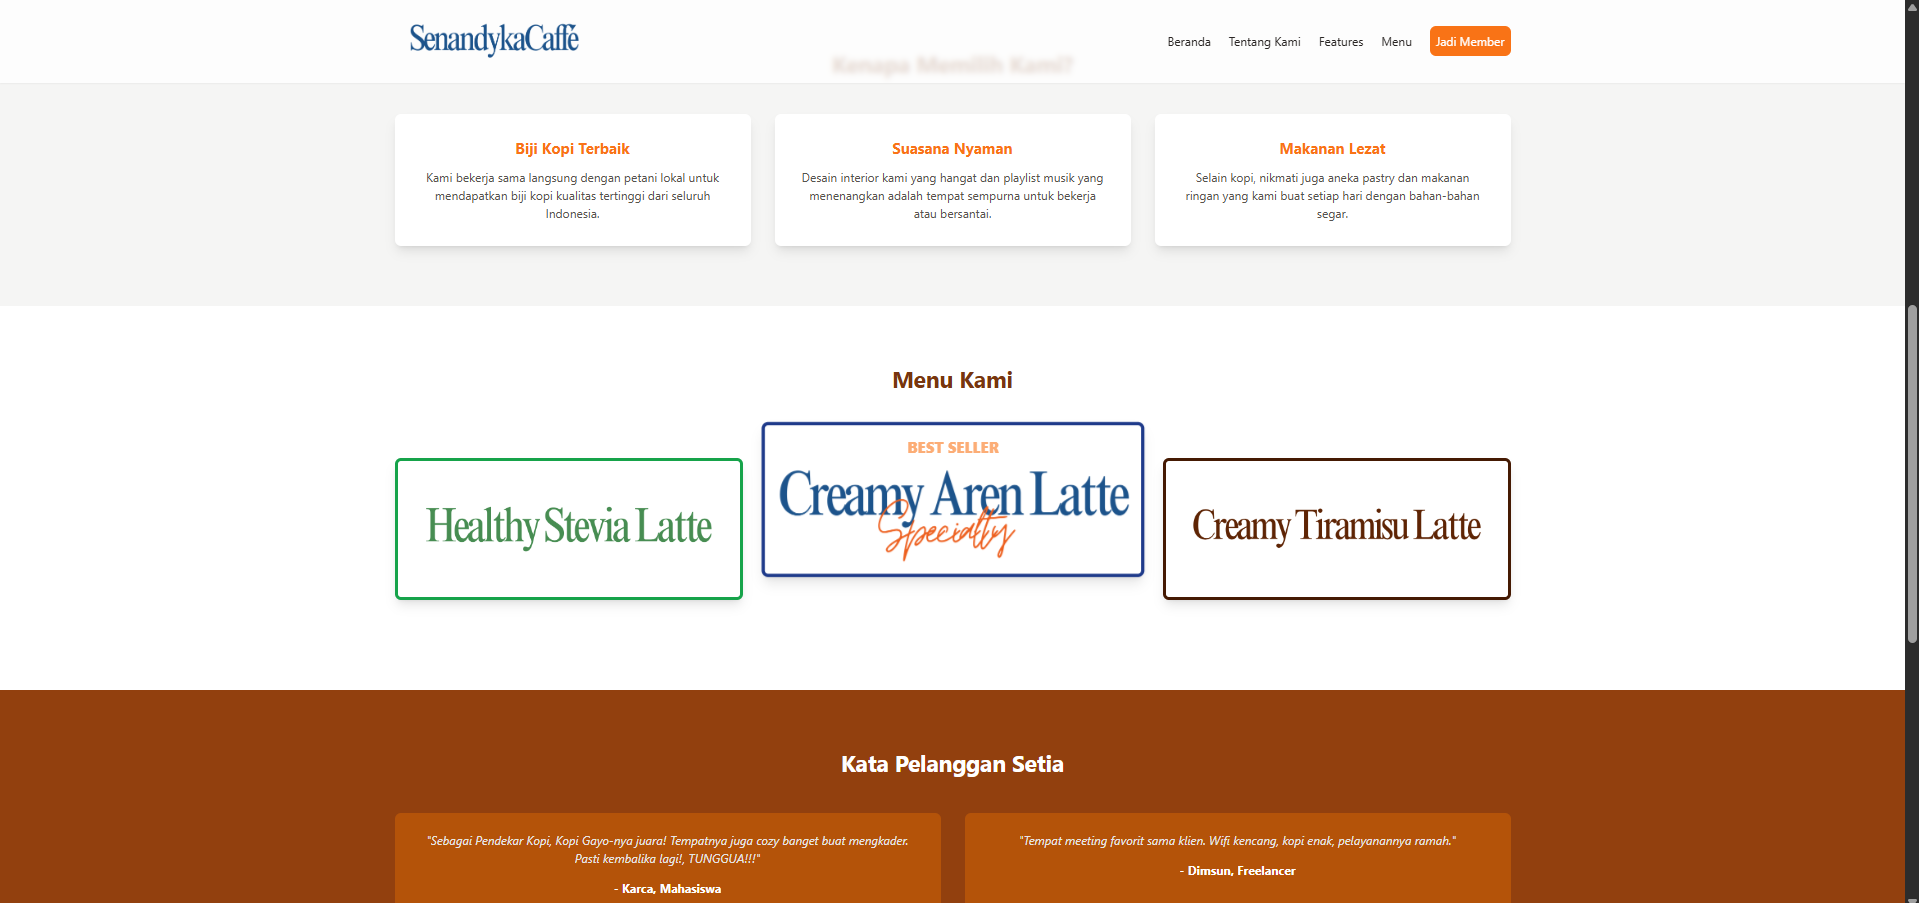 SenandykaCaffé
Beranda Tentang Kami Features Menu Jadi Member
Kenapa Memilih Kami?
Biji Kopi Terbaik
Kami bekerja sama langsung dengan petani lokal untuk
mendapatkan biji kopi kualitas tertinggi dari seluruh
Indonesia.
Suasana Nyaman
Desain interior kami yang hangat dan playlist musik yang
menenangkan adalah tempat sempurna untuk bekerja
atau bersantai.
Makanan Lezat
Selain kopi, nikmati juga aneka pastry dan makanan
ringan yang kami buat setiap hari dengan bahan-bahan
segar.
Menu Kami
Healthy Stevia Latte
BEST SELLER
Creamy Aren Latte
Specialty
Creamy Tiramisu Latte
Kata Pelanggan Setia
"Sebagai Pendekar Kopi, Kopi Gayo-nya juara! Tempatnya juga cozy banget buat mengkader.
Pasti kembalika lagi!, TUNGGUA!!!"
- Karca, Mahasiswa
"Tempat meeting favorit sama klien. Wifi kencang, kopi enak, pelayanannya ramah."
- Dimsun, Freelancer